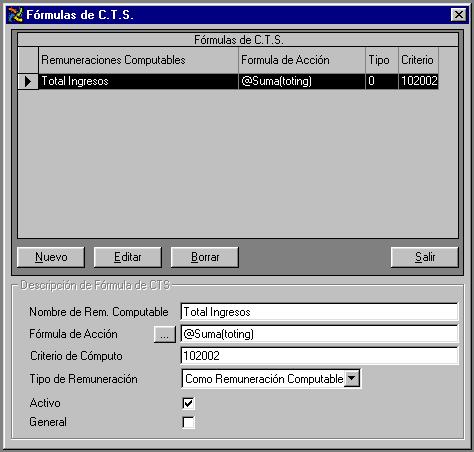 Fórmulas de C.T.S.
Fórmulas de C.T.S.
Remuneraciones Computables Formula de Acción Tipo Criterio
Total Ingresos @Suma(toting) 0 102002
Nuevo Editar Borrar Salir
Descripción de Fórmula de CTS
Nombre de Rem. Computable Total Ingresos
Fórmula de Acción ... @Suma(toting)
Criterio de Cómputo 102002
Tipo de Remuneración Como Remuneración Computable
Activo
General